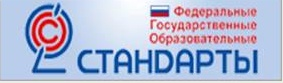 Федеральные
Государственные
Образовательные
СТАНДАРТЫ